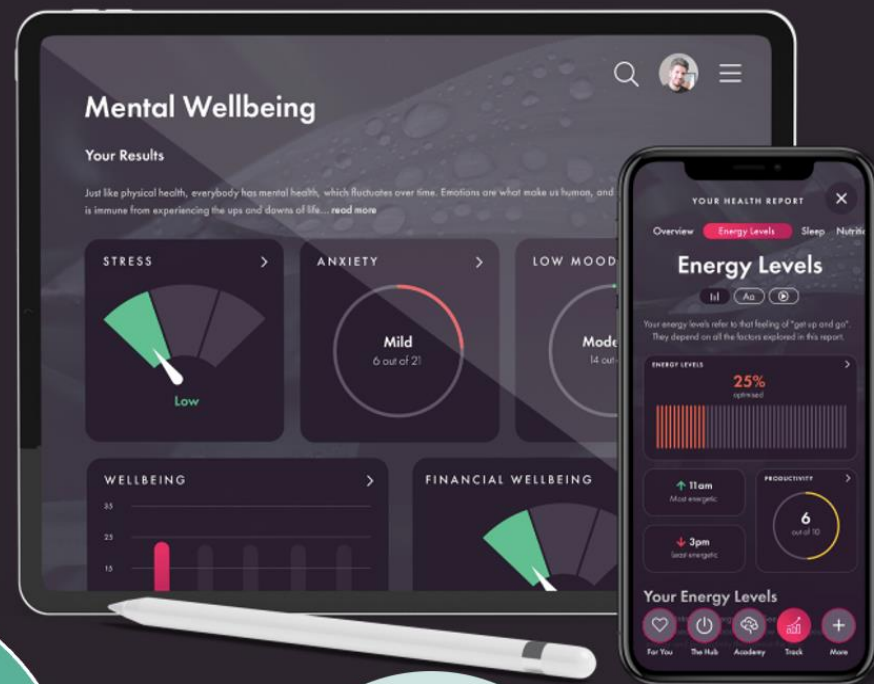 Mental Wellbeing
Your Results
Just like physical health, everybody has mental health, which fluctuates over time. Emotions are what make us human, and
is immune from experiencing the ups and downs of life... read more
STRESS
Low
ANXIETY
Mild
6 out of 21
LOW MOOD
14
WELLBEING
35
25
15
FINANCIAL WELLBEING
YOUR HEALTH REPORT
Overview
Energy Levels
Sleep
Energy Levels
Aa
Your energy levels refer to that feeling of "get up and go".
They depend on all the factors explored in this report.
ENERGY LEVELS
25%
optimised
11am
Most energetic
3pm
Least energetic
PRODUCTIVITY
6
out of 10
Your Energy Levels
For You
The Hub
Academy
Track
More